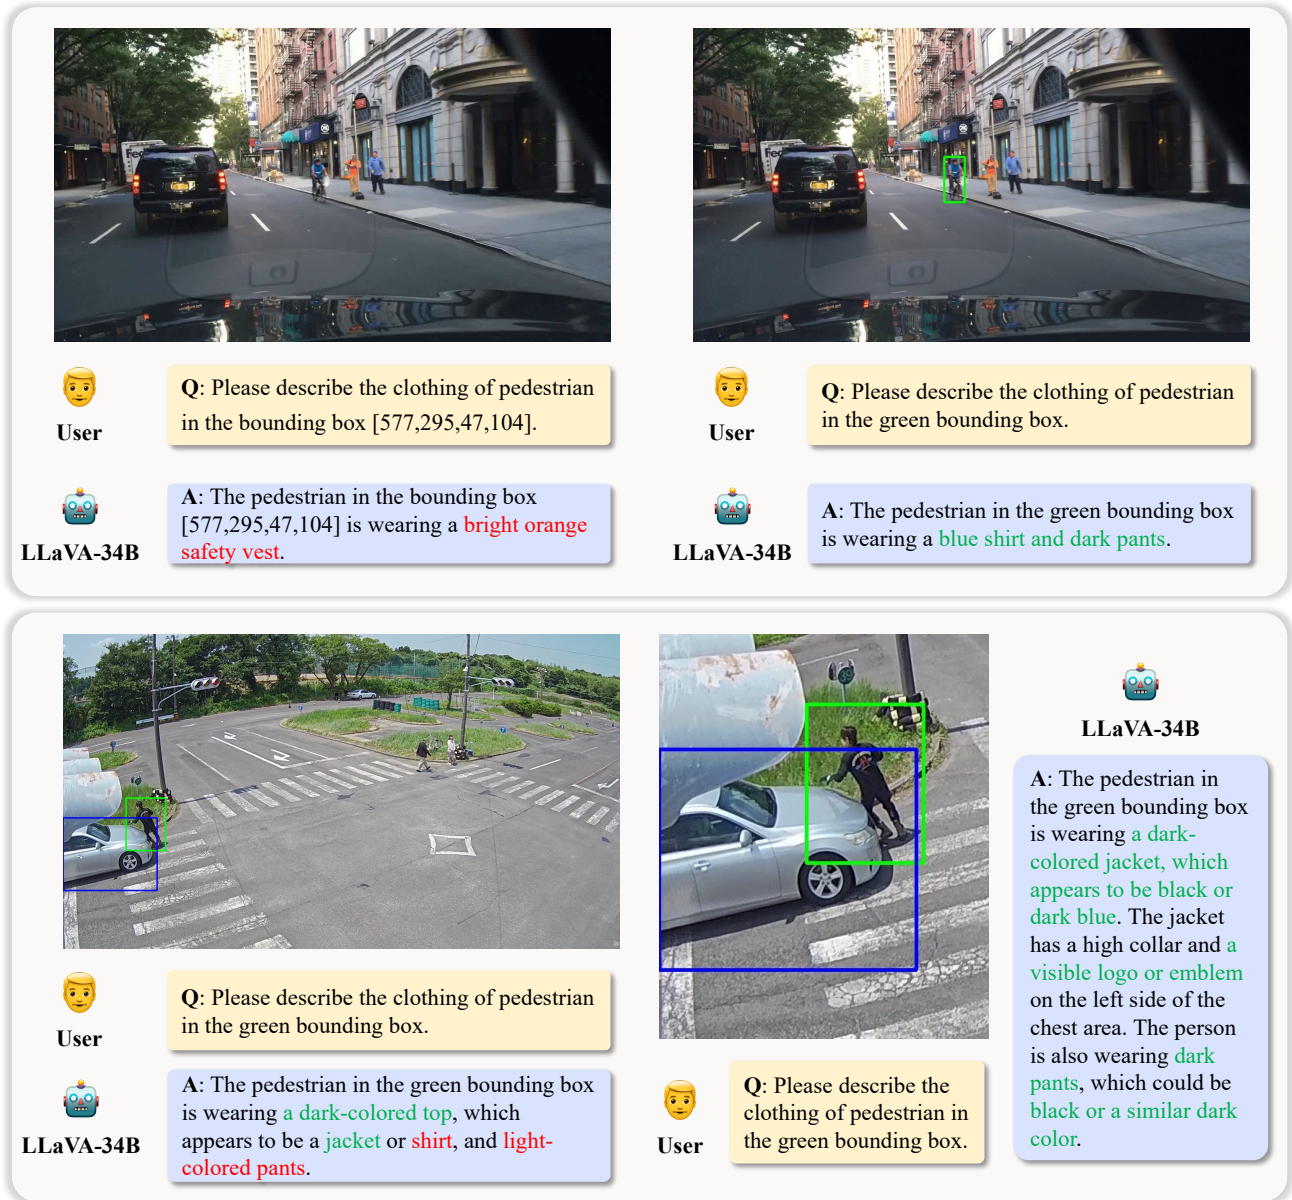 Fed
Q: Please describe the clothing of pedestrian
in the bounding box [577,295,47,104].
User
A: The pedestrian in the bounding box
[577,295,47,104] is wearing a bright orange
safety vest.
LLaVA-34B
Q: Please describe the clothing of pedestrian
in the green bounding box.
User
A: The pedestrian in the green bounding box
is wearing a blue shirt and dark pants.
LLaVA-34B
Q: Please describe the clothing of pedestrian
in the green bounding box.
User
A: The pedestrian in the green bounding box
is wearing a dark-colored top, which
appears to be a jacket or shirt, and light-
colored pants.
LLaVA-34B
Q: Please describe the
clothing of pedestrian in
the green bounding box.
User
LLaVA-34B
A: The pedestrian in
the green bounding box
is wearing a dark-
colored jacket, which
appears to be black or
dark blue. The jacket
has a high collar and a
visible logo or emblem
on the left side of the
chest area. The person
is also wearing dark
pants, which could be
black or a similar dark
color.